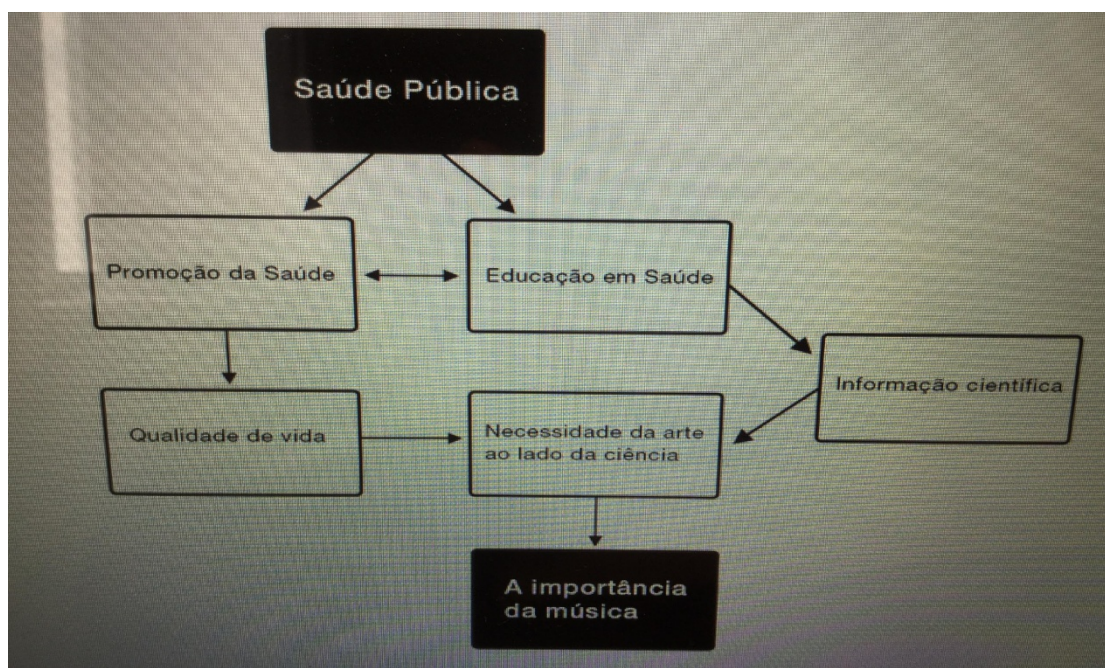 Saúde Pública
Promoção da Saúde
Educação em Saúde
Informação científica
Qualidade de vida
Necessidade da arte
ao lado da ciência
A importância
da música